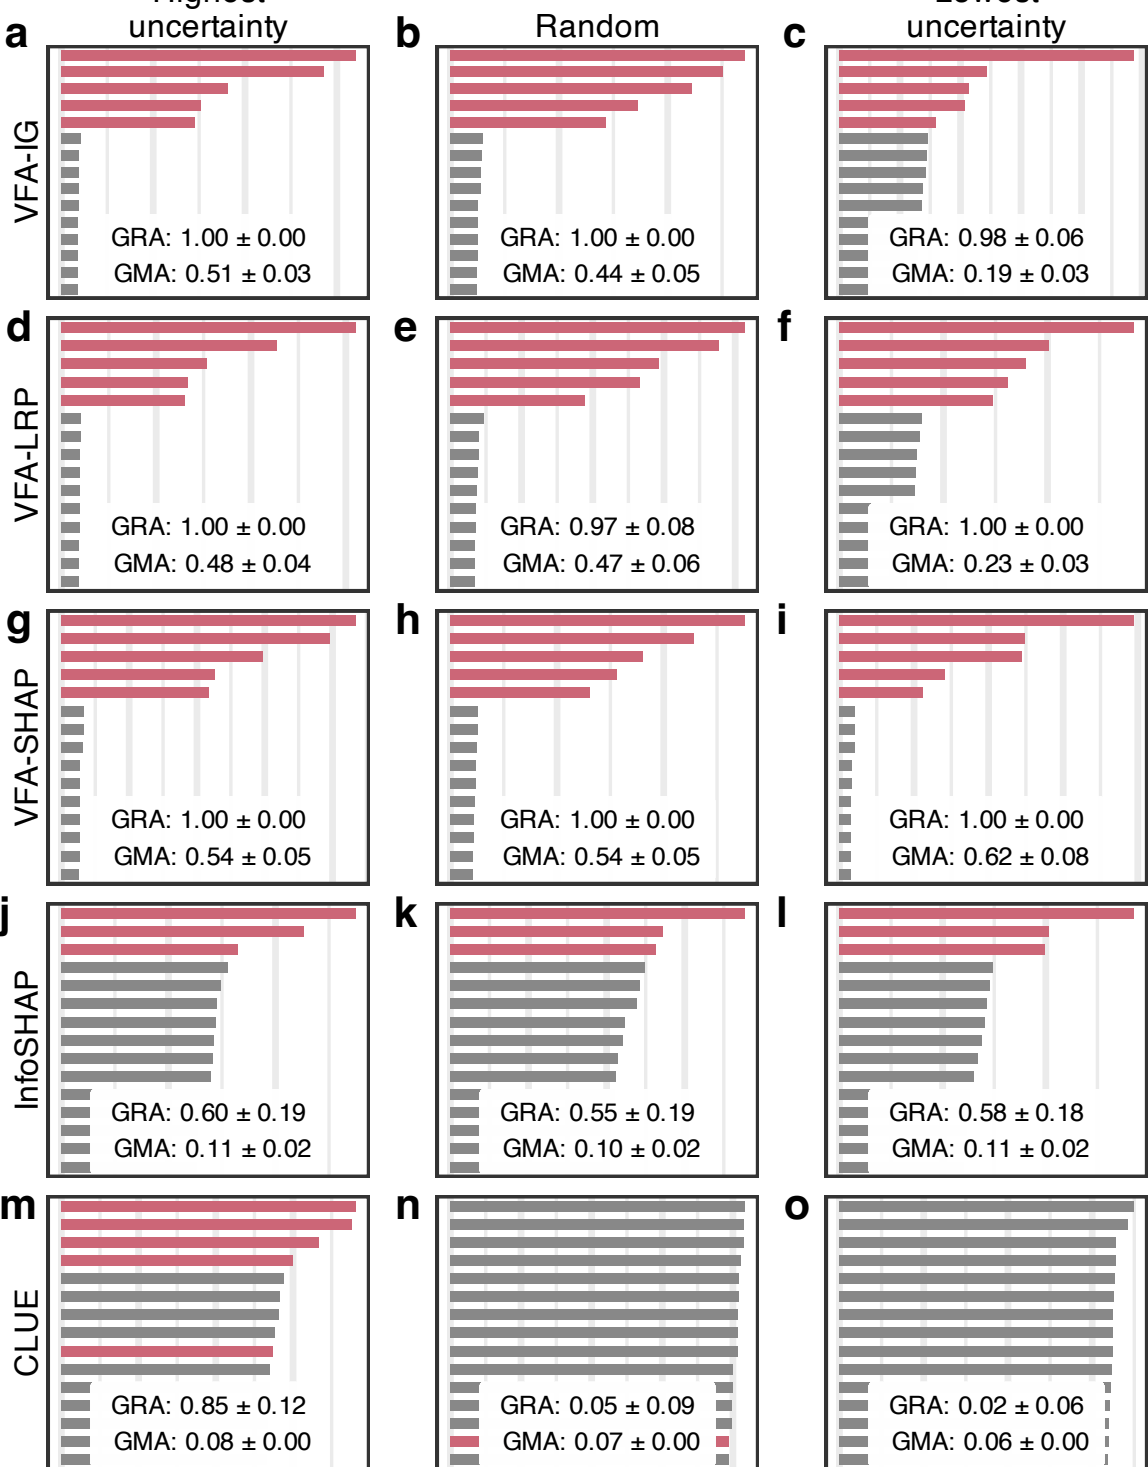 Highest Lowest
uncertainty Random uncertainty
a b c
VFA-IG
GRA: 1.00 ± 0.00 GRA: 1.00 ± 0.00 GRA: 0.98 ± 0.06
GMA: 0.51 ± 0.03 GMA: 0.44 ± 0.05 GMA: 0.19 ± 0.03
d e f
VFA-LRP
GRA: 1.00 ± 0.00 GRA: 0.97 ± 0.08 GRA: 1.00 ± 0.00
GMA: 0.48 ± 0.04 GMA: 0.47 ± 0.06 GMA: 0.23 ± 0.03
g h i
VFA-SHAP
GRA: 1.00 ± 0.00 GRA: 1.00 ± 0.00 GRA: 1.00 ± 0.00
GMA: 0.54 ± 0.05 GMA: 0.54 ± 0.05 GMA: 0.62 ± 0.08
j k l
InfoSHAP
GRA: 0.60 ± 0.19 GRA: 0.55 ± 0.19 GRA: 0.58 ± 0.18
GMA: 0.11 ± 0.02 GMA: 0.10 ± 0.02 GMA: 0.11 ± 0.02
m n o
CLUE
GRA: 0.85 ± 0.12 GRA: 0.05 ± 0.09 GRA: 0.02 ± 0.06
GMA: 0.08 ± 0.00 GMA: 0.07 ± 0.00 GMA: 0.06 ± 0.00